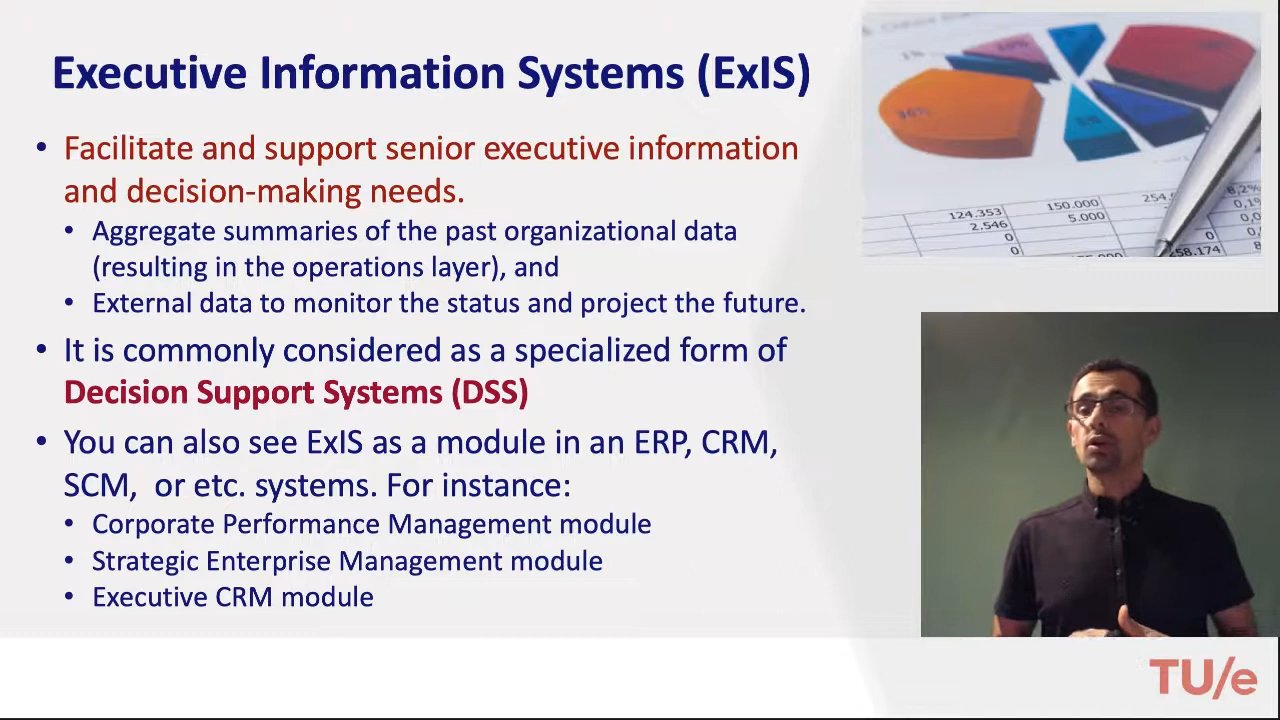 Executive Information Systems (ExIS)
• Facilitate and support senior executive information
and decision-making needs.
• Aggregate summaries of the past organizational data
(resulting in the operations layer), and
• External data to monitor the status and project the future.
• It is commonly considered as a specialized form of
Decision Support Systems (DSS)
• You can also see ExIS as a module in an ERP, CRM,
SCM, or etc. systems. For instance:
• Corporate Performance Management module
• Strategic Enterprise Management module
• Executive CRM module
124.353 150.000
2.546 5.000
0 0
0
58.174
8,2%
TU/e